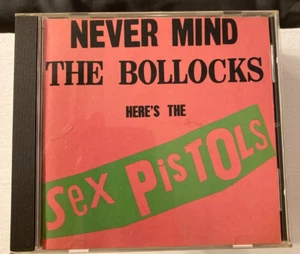 NEVER MIND
THE BOLLOCKS
HERE'S THE
Sex PiSTOLs